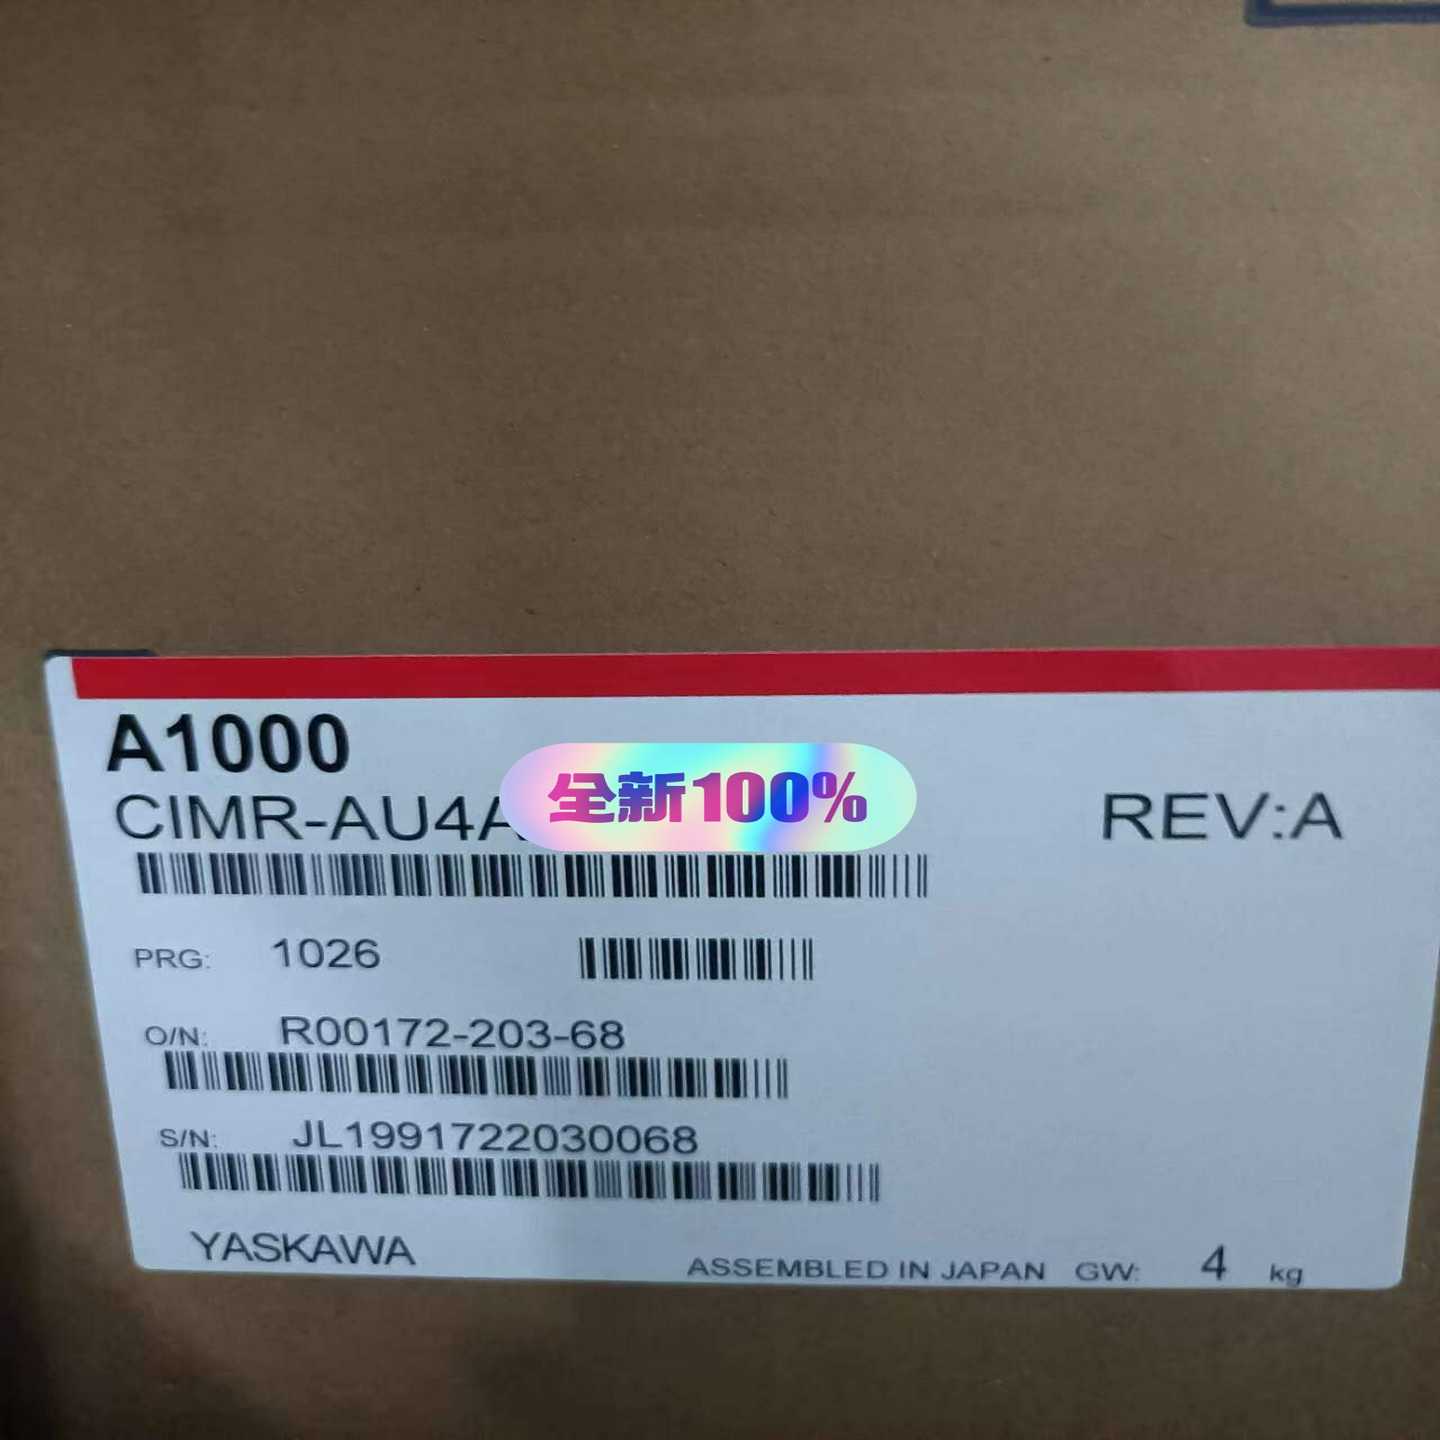 A1000
CIMR-AU4A
全新100%
REV:A
PRG: 1026
O/N: R00172-203-68
S/N: JL1991722030068
YASKAWA
ASSEMBLED IN JAPAN GW: 4 kg